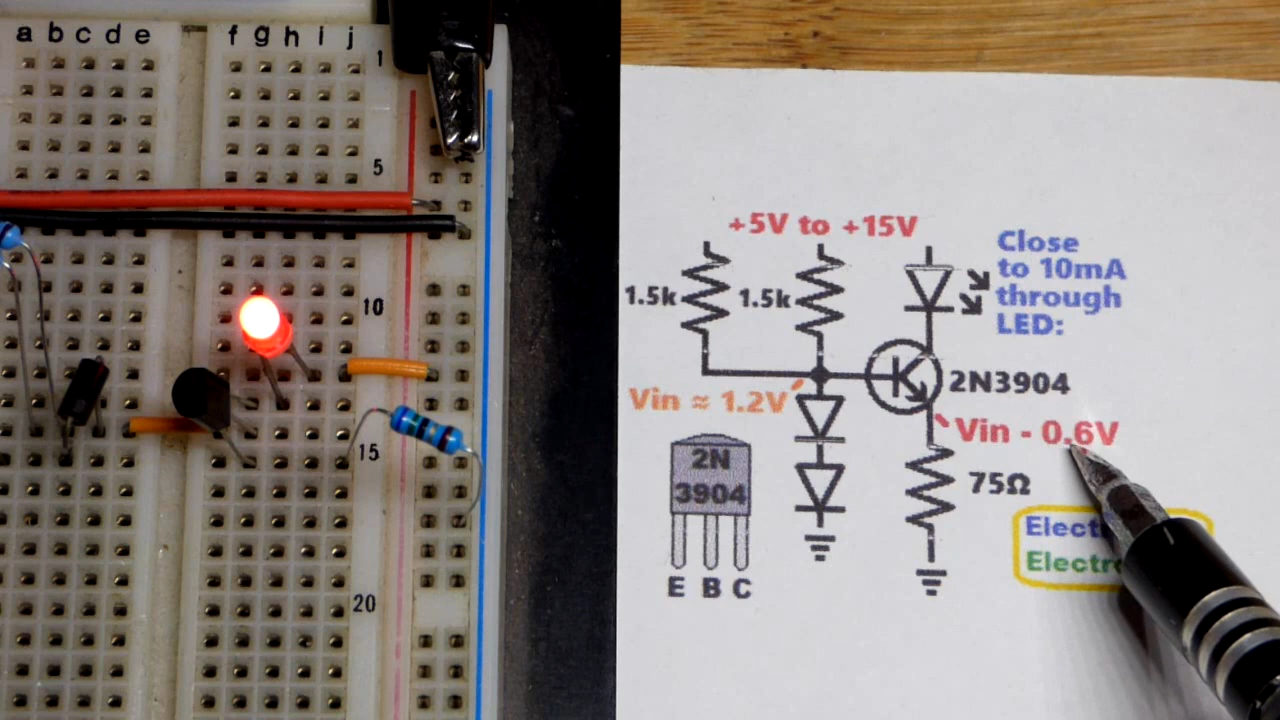 a b c d e
f g h i j
1
5
10
15
20
+5V to +15V
Close
to 10mA
through
LED:
1.5k
1.5k
2N3904
Vin ≈ 1.2V
Vin - 0.6V
2N
3904
75Ω
E B C